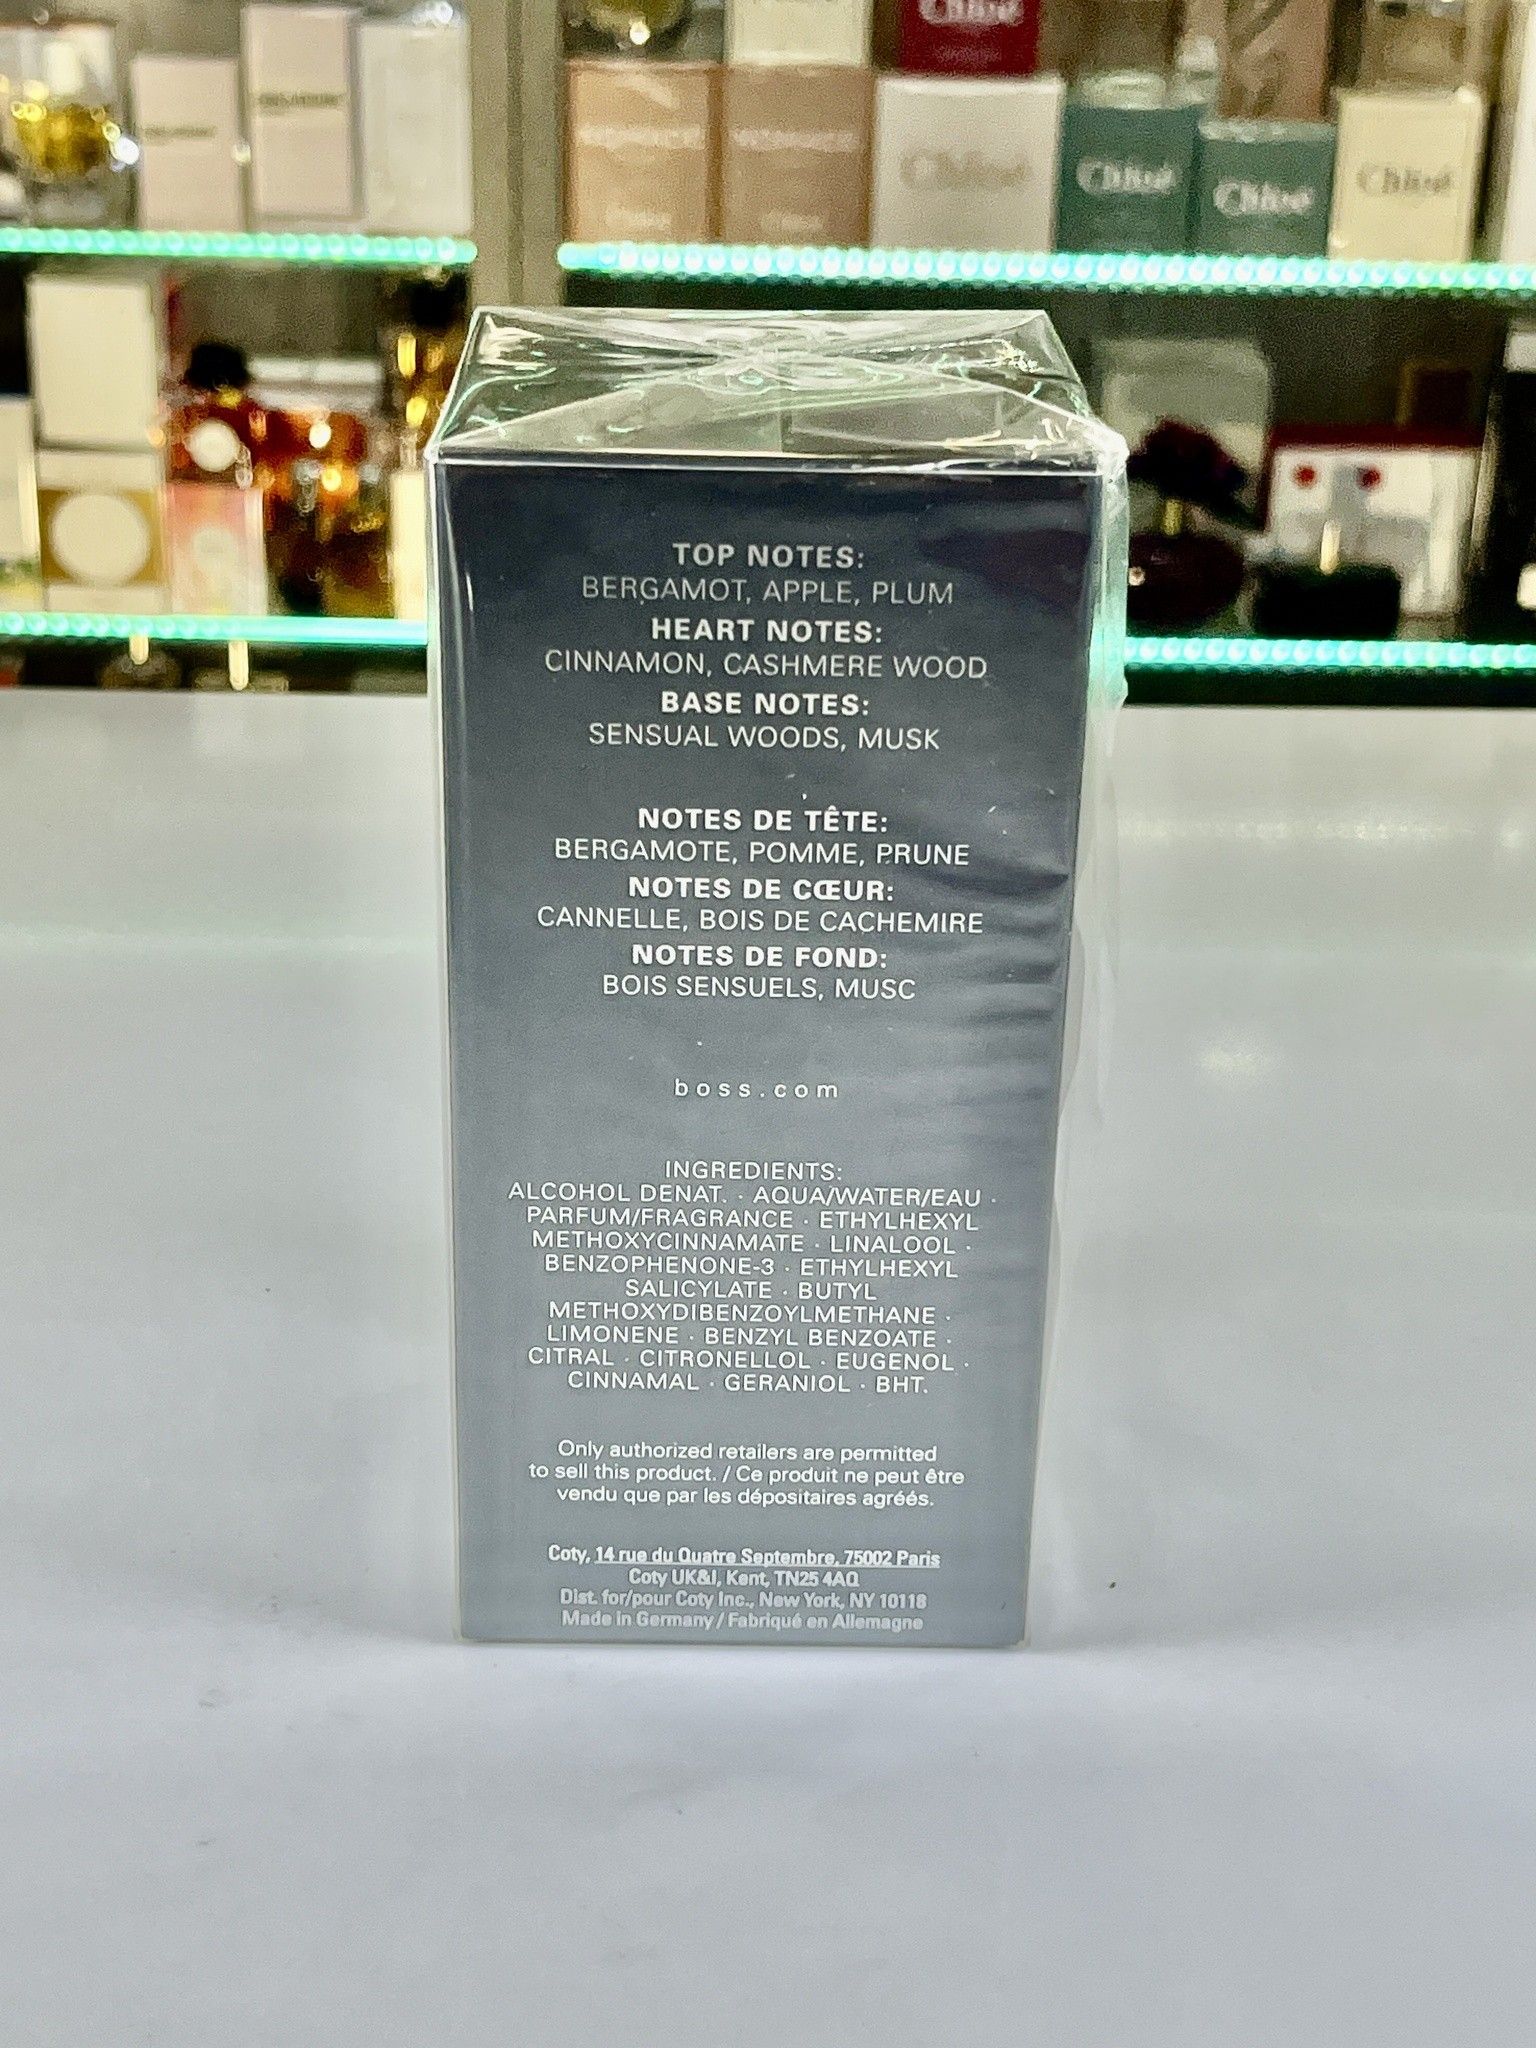 Chloé
Chloé
Chloé
Chloé
Chloé
TOP NOTES:
BERGAMOT, APPLE, PLUM
HEART NOTES:
CINNAMON, CASHMERE WOOD
BASE NOTES:
SENSUAL WOODS, MUSK
NOTES DE TÊTE:
BERGAMOTE, POMME, PRUNE
NOTES DE CŒUR:
CANNELLE, BOIS DE CACHEMIRE
NOTES DE FOND:
BOIS SENSUELS, MUSC
boss.com
INGREDIENTS:
ALCOHOL DENAT. · AQUA/WATER/EAU ·
PARFUM/FRAGRANCE · ETHYLHEXYL
METHOXYCINNAMATE · LINALOOL ·
BENZOPHENONE-3 · ETHYLHEXYL
SALICYLATE · BUTYL
METHOXYDIBENZOYLMETHANE ·
LIMONENE · BENZYL BENZOATE ·
CITRAL · CITRONELLOL · EUGENOL ·
CINNAMAL · GERANIOL · BHT.
Only authorized retailers are permitted
to sell this product. / Ce produit ne peut être
vendu que par les dépositaires agréés.
Coty, 14 rue du Quatre Septembre, 75002 Paris
Coty UK&I, Kent, TN25 4AQ
Dist. for/pour Coty Inc., New York, NY 10118
Made in Germany / Fabriqué en Allemagne